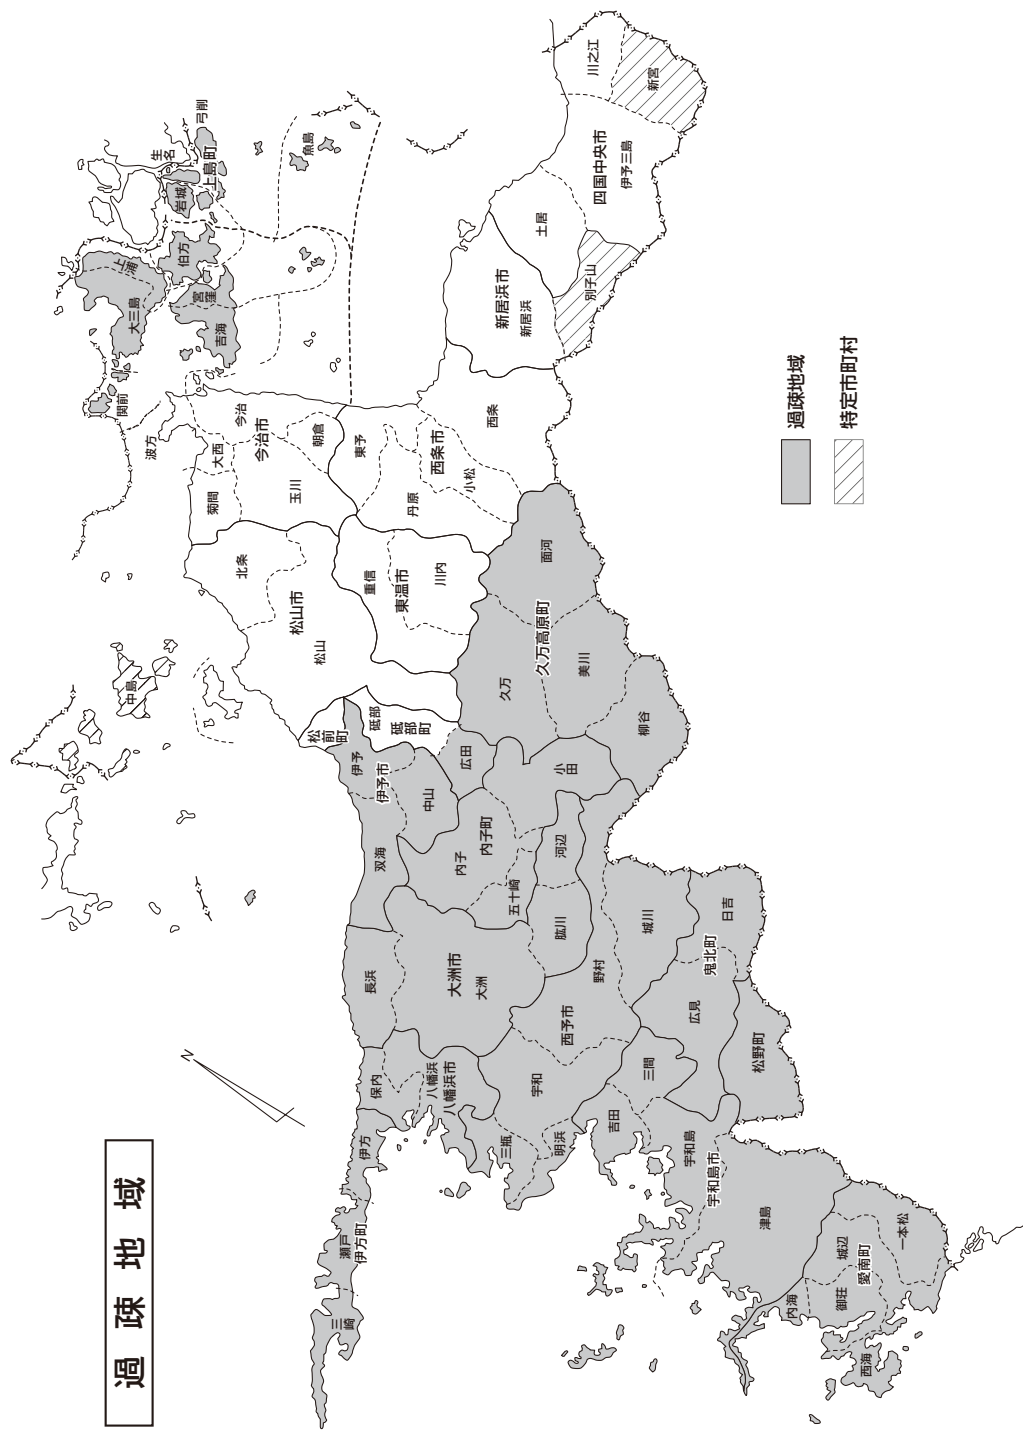 過疎地域
過疎地域
特定市町村
N
川之江
新宮
四国中央市
伊予三島
土居
別子山
新居浜市
新居浜
弓削
生名
上島町
岩城
魚島
上浦
大三島
伯方
宮窪
吉海
関前
波方
今治
大西
今治市
朝倉
菊間
玉川
東予
西条
西条市
小松
丹原
北条
松山市
松山
中島
重信
東温市
川内
面河
久万高原町
久万
美川
柳谷
松前町
砥部
砥部町
広田
伊予
伊予市
中山
双海
小田
内子町
内子
五十崎
河辺
肱川
大洲市
大洲
長浜
城川
野村
日吉
鬼北町
広見
松野町
西予市
宇和
三間
保内
八幡浜
八幡浜市
三瓶
明浜
吉田
宇和島
宇和島市
津島
伊方
瀬戸
伊方町
三崎
内海
御荘
城辺
愛南町
一本松
西海